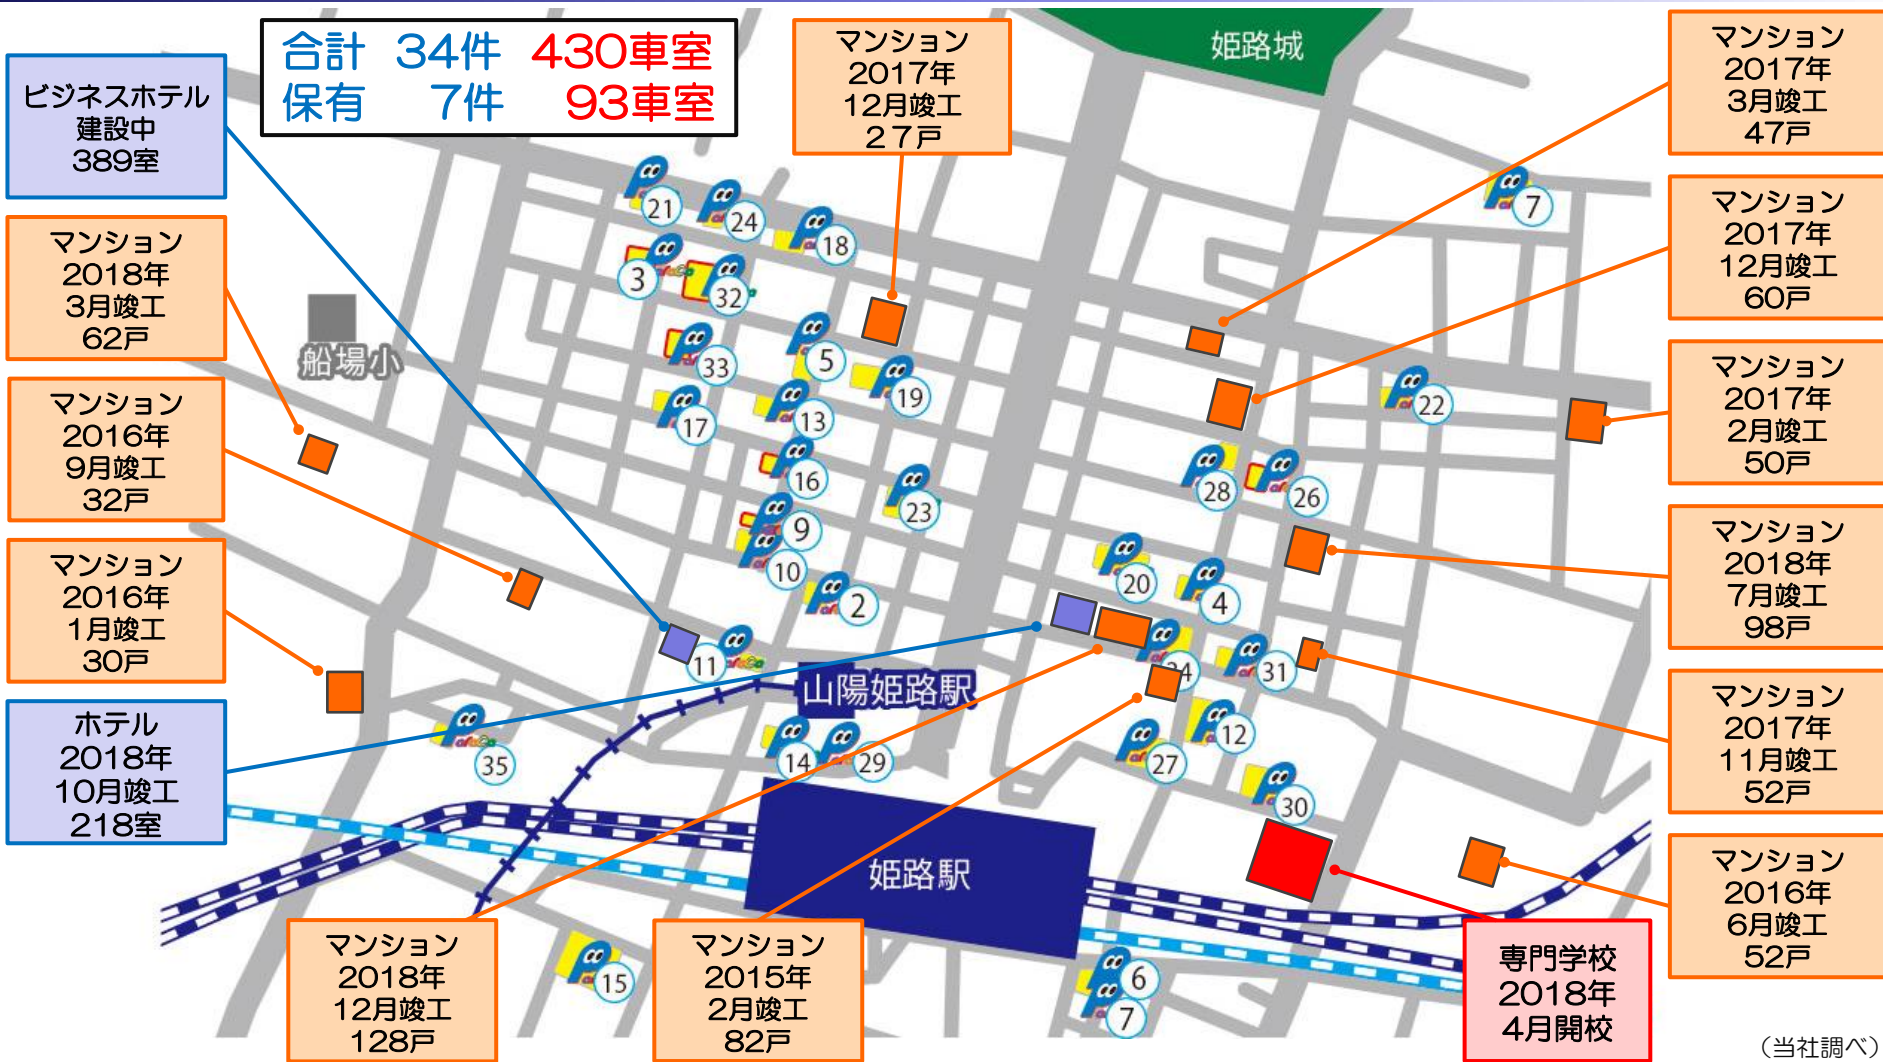 合計 34件 430車室
保有 7件 93車室
ビジネスホテル
建設中
389室
マンション
2018年
3月竣工
62戸
マンション
2016年
9月竣工
32戸
マンション
2016年
1月竣工
30戸
ホテル
2018年
10月竣工
218室
マンション
2017年
12月竣工
27戸
姫路城
マンション
2017年
3月竣工
47戸
マンション
2017年
12月竣工
60戸
マンション
2017年
2月竣工
50戸
マンション
2018年
7月竣工
98戸
マンション
2017年
11月竣工
52戸
マンション
2016年
6月竣工
52戸
船場小
21
24
18
7
3
32
33
5
19
17
13
22
16
23
28
26
9
10
2
20
4
11
24
31
山陽姫路駅
35
14
29
27
12
30
姫路駅
15
6
7
マンション
2018年
12月竣工
128戸
マンション
2015年
2月竣工
82戸
専門学校
2018年
4月開校
（当社調べ）